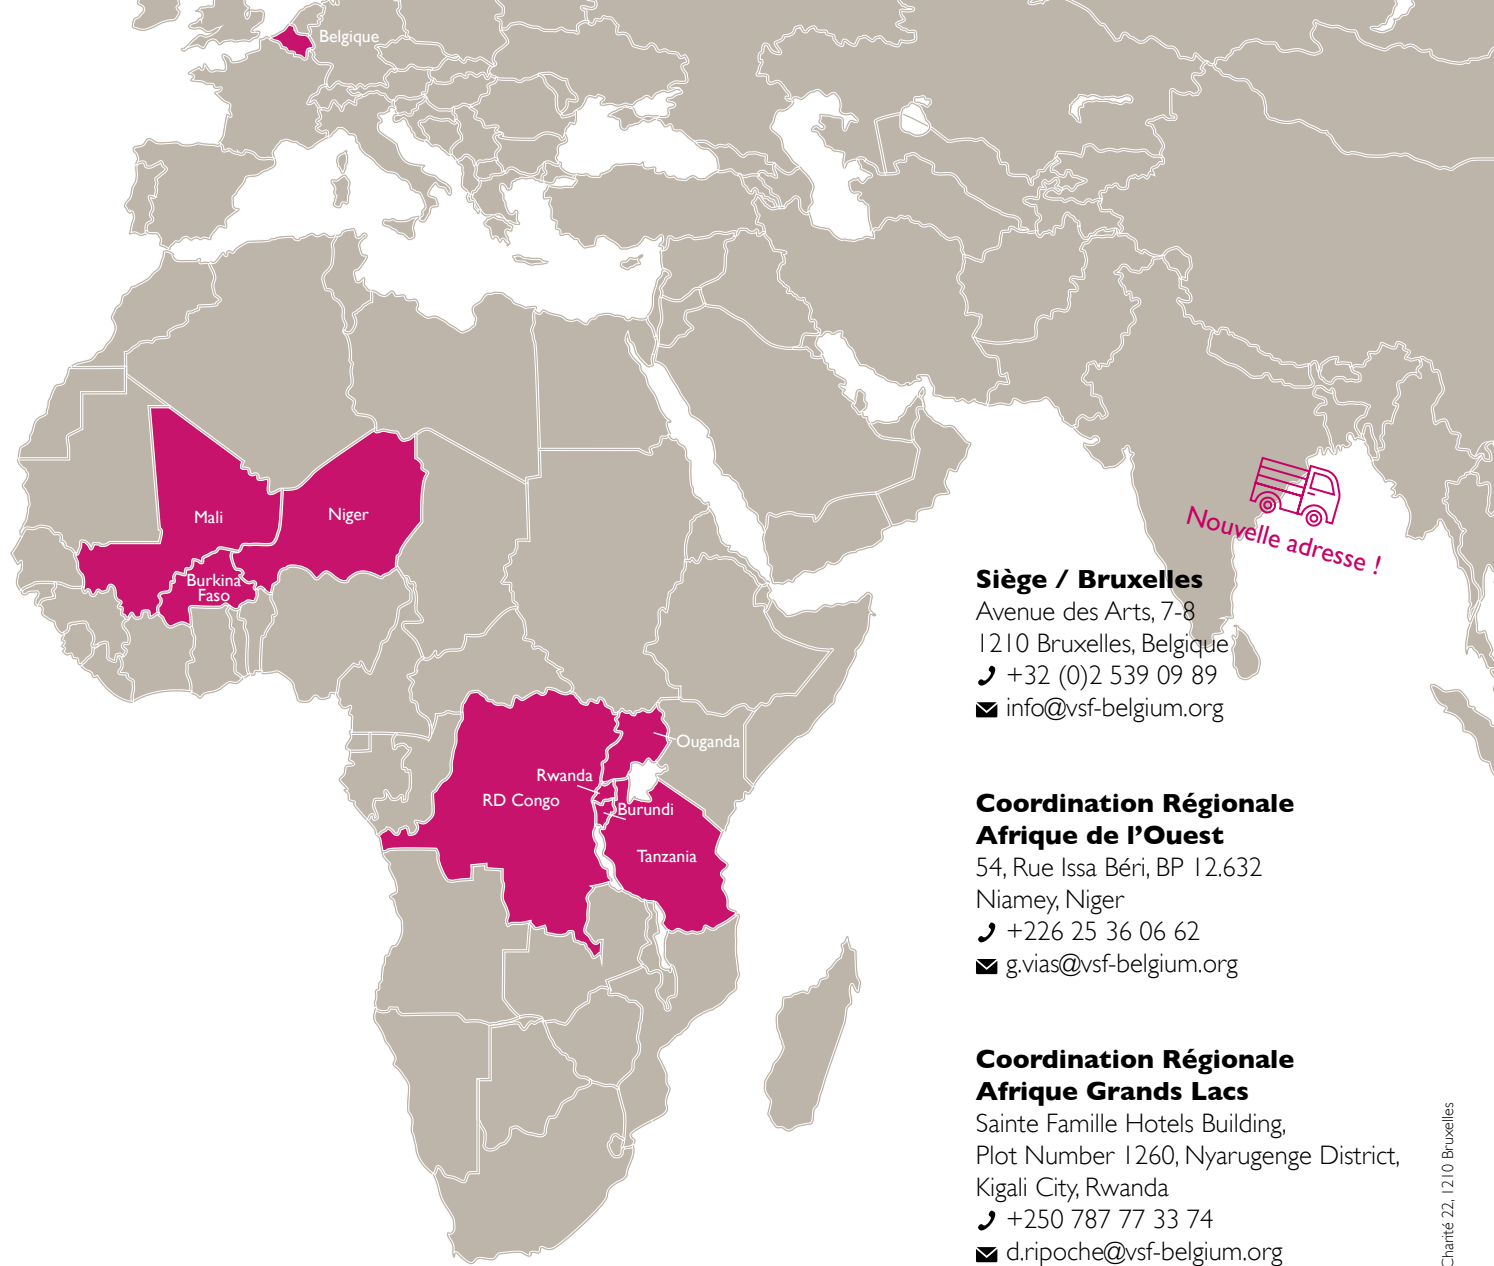 Belgique
Mali
Niger
Burkina
Faso
Ouganda
Rwanda
RD Congo
Burundi
Tanzania
Nouvelle adresse !
Siège / Bruxelles
Avenue des Arts, 7-8
1210 Bruxelles, Belgique
+32 (0)2 539 09 89
info@vsf-belgium.org
Coordination Régionale
Afrique de l’Ouest
54, Rue Issa Béri, BP 12.632
Niamey, Niger
+226 25 36 06 62
g.vias@vsf-belgium.org
Coordination Régionale
Afrique Grands Lacs
Sainte Famille Hotels Building,
Plot Number 1260, Nyarugenge District,
Kigali City, Rwanda
+250 787 77 33 74
d.ripoche@vsf-belgium.org
Charité 22, 1210 Bruxelles